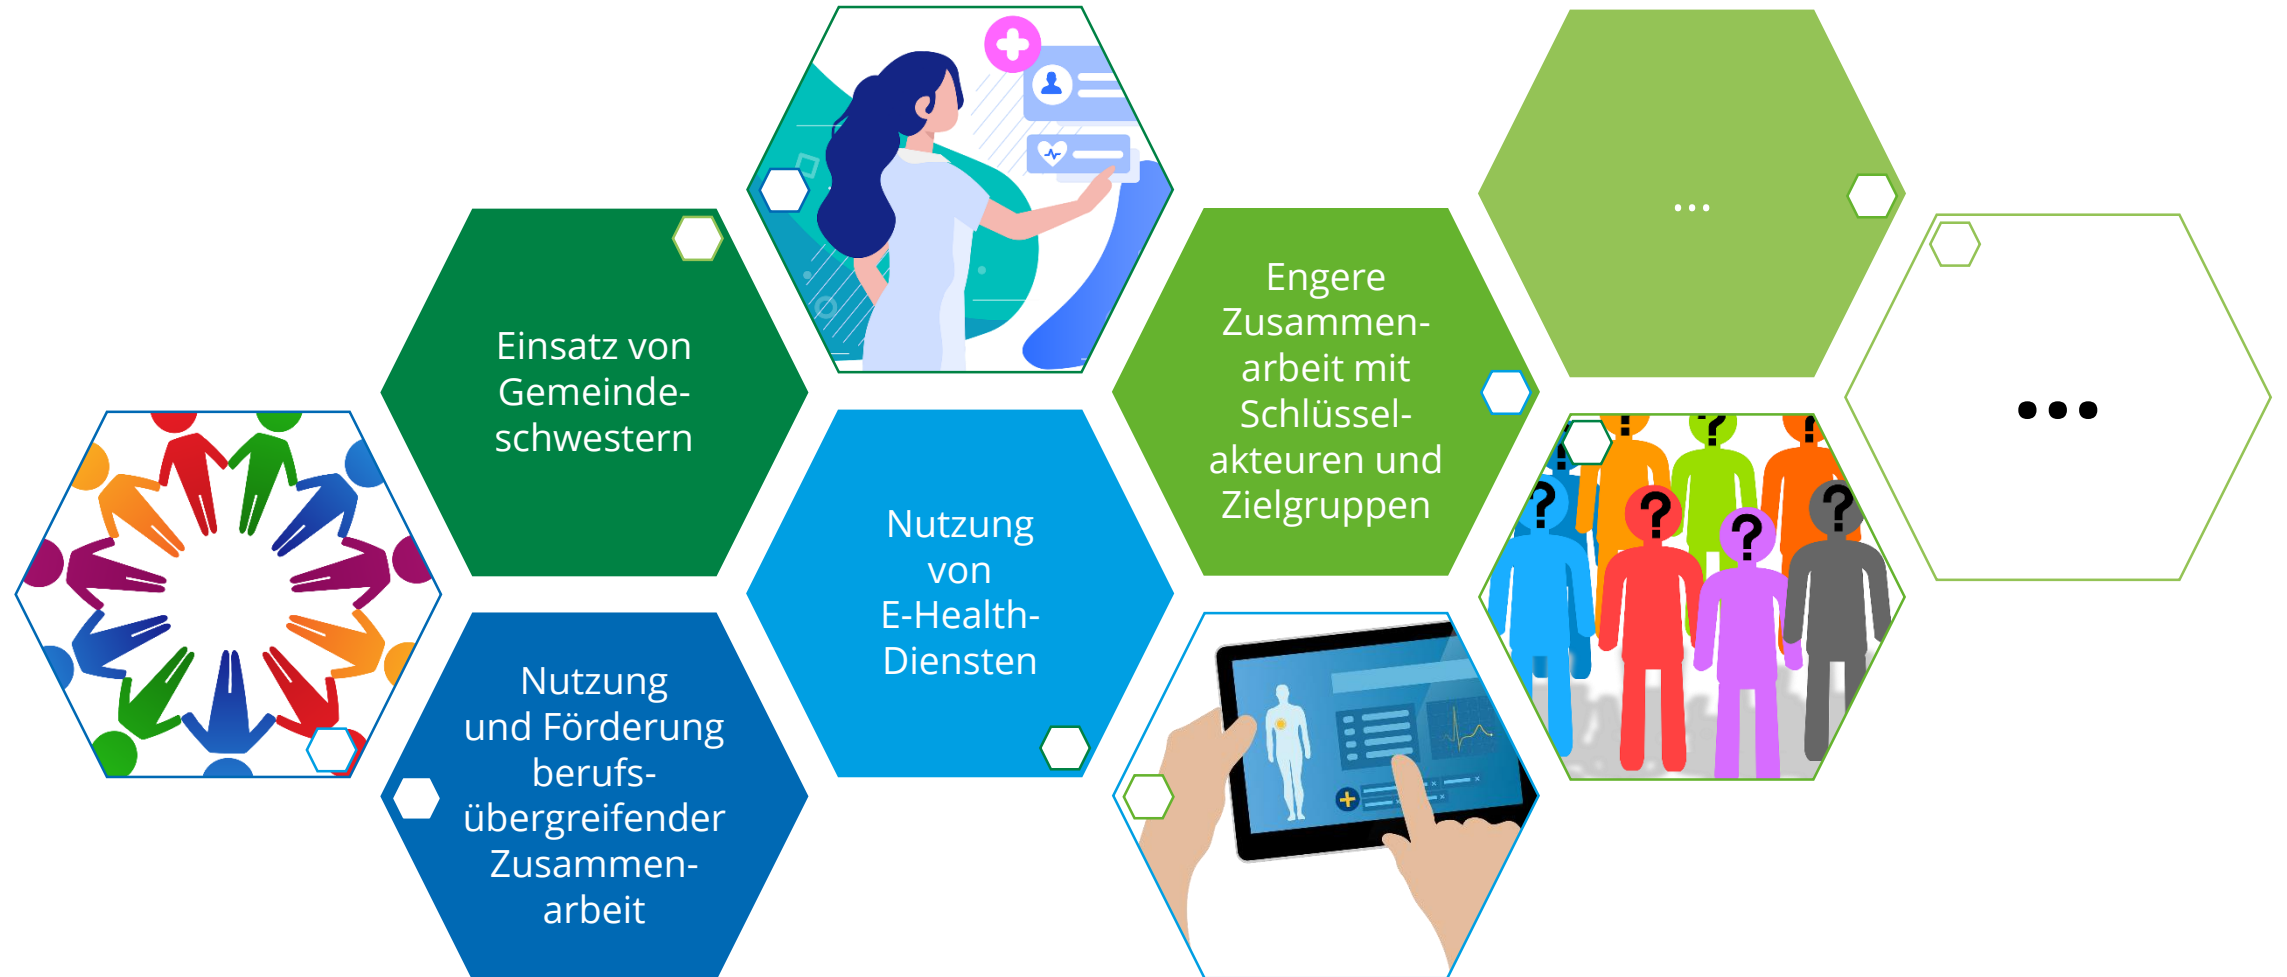 Einsatz von
Gemeinde-
schwestern
Nutzung
und Förderung
berufs-
übergreifender
Zusammen-
arbeit
Nutzung
von
E-Health-
Diensten
Engere
Zusammen-
arbeit mit
Schlüssel-
akteuren und
Zielgruppen
...
? ? ? ?
? ? ? ?
...